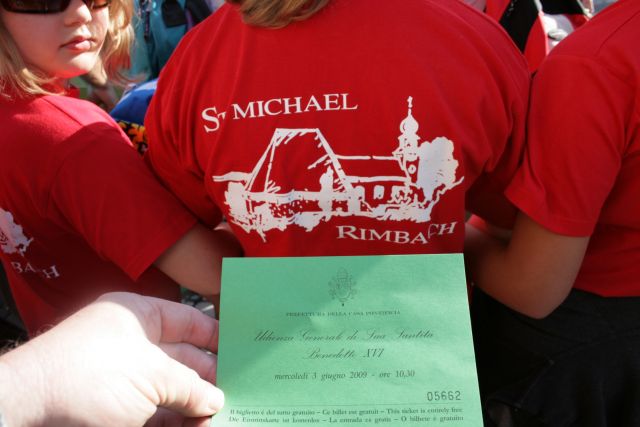 ST MICHAEL
RIMBACH
BACH
PREFETTURA DELLA CASA PONTIFICIA
Udienza Generale di Sua Santità
Benedetto XVI
mercoledì 3 giugno 2009 - ore 10,30
05662
Il biglietto è del tutto gratuito – Ce billet est gratuit – This ticket is entirely free
Die Eintrittskarte ist kostenlos – La entrada es gratis – O bilhete é gratuito